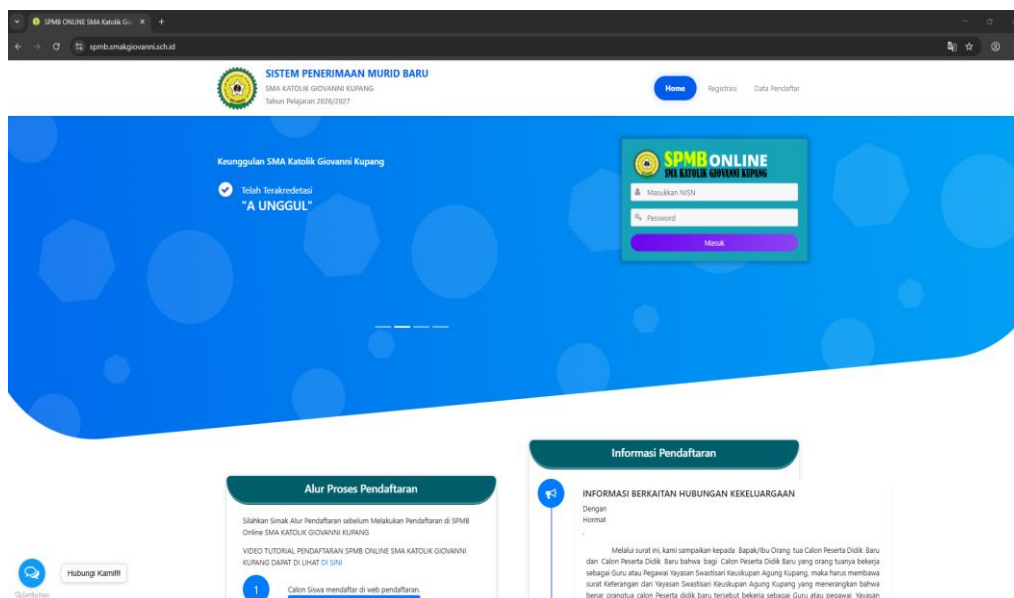 SPMB ONLINE SMA Katolik Gio
spmb.smakgiovanni.sch.id
SISTEM PENERIMAAN MURID BARU
SMA KATOLIK GIOVANNI KUPANG
Tahun Pelajaran 2026/2027
Home
Registrasi
Data Pendaftar
Keunggulan SMA Katolik Giovanni Kupang
Telah Terakredetasi
"A UNGGUL"
SPMB ONLINE
SMA KATOLIK GIOVANNI KUPANG
Masukkan NISN
Password
Masuk
Alur Proses Pendaftaran
Silahkan Simak Alur Pendaftaran sebelum Melakukan Pendaftaran di SPMB
Online SMA KATOLIK GIOVANNI KUPANG
VIDEO TUTORIAL PENDAFTARAN SPMB ONLINE SMA KATOLIK GIOVANNI
KUPANG DAPAT DI LIHAT DI SINI
1
Calon Siswa mendaftar di web pendaftaran.
Informasi Pendaftaran
INFORMASI BERKAITAN HUBUNGAN KEKELUARGAAN
Dengan
Hormat
,
Melalui surat ini, kami sampaikan kepada Bapak/Ibu Orang tua Calon Peserta Didik Baru
dan Calon Peserta Didik Baru bahwa bagi Calon Peserta Didik Baru yang orang tuanya bekerja
sebagai Guru atau Pegawai Yayasan Swastisari Keuskupan Agung Kupang, maka harus membawa
surat Keterangan dari Yayasan Swastisari Keuskupan Agung Kupang yang menerangkan bahwa
benar orangtua calon Peserta didik baru tersebut bekerja sebagai Guru atau pegawai Yayasan
Hubungi Kami!!!!
GetButton